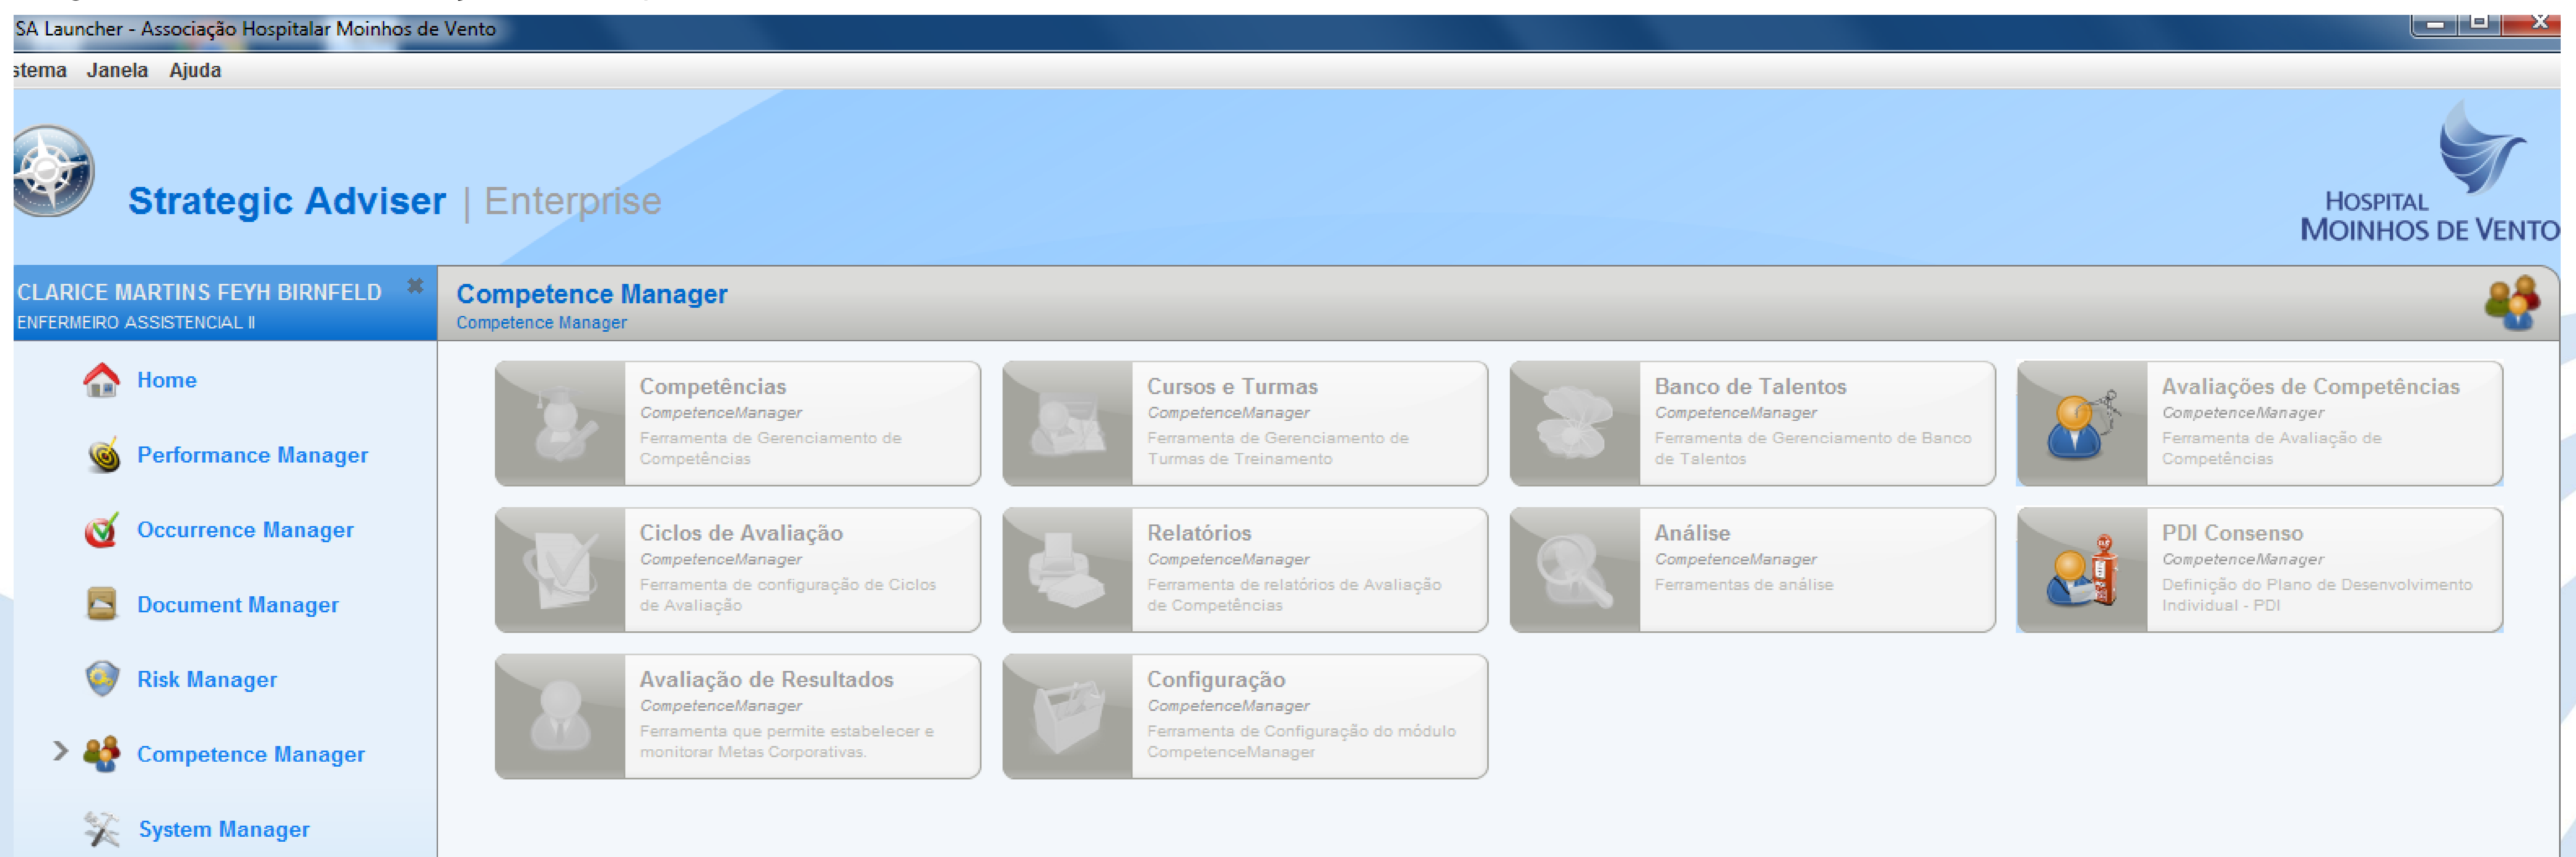 SA Launcher - Associação Hospitalar Moinhos de Vento
stema Janela Ajuda
Strategic Adviser | Enterprise
HOSPITAL
MOINHOS DE VENTO
CLARICE MARTINS FEYH BIRNFELD
ENFERMEIRO ASSISTENCIAL II
Home
Performance Manager
Occurrence Manager
Document Manager
Risk Manager
Competence Manager
System Manager
Competence Manager
Competence Manager
Competências
CompetenceManager
Ferramenta de Gerenciamento de
Competências
Cursos e Turmas
CompetenceManager
Ferramenta de Gerenciamento de
Turmas de Treinamento
Banco de Talentos
CompetenceManager
Ferramenta de Gerenciamento de Banco
de Talentos
Avaliações de Competências
CompetenceManager
Ferramenta de Avaliação de
Competências
Ciclos de Avaliação
CompetenceManager
Ferramenta de configuração de Ciclos
de Avaliação
Relatórios
CompetenceManager
Ferramenta de relatórios de Avaliação
de Competências
Análise
CompetenceManager
Ferramentas de análise
PDI Consenso
CompetenceManager
Definição do Plano de Desenvolvimento
Individual - PDI
Avaliação de Resultados
CompetenceManager
Ferramenta que permite estabelecer e
monitorar Metas Corporativas.
Configuração
CompetenceManager
Ferramenta de Configuração do módulo
CompetenceManager